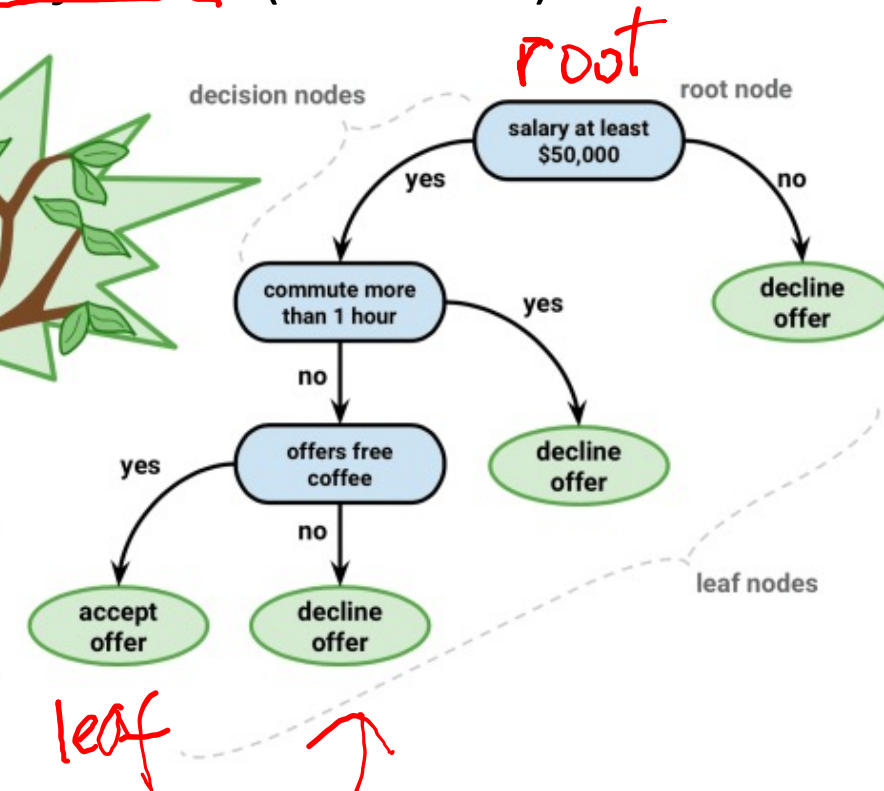 root
decision nodes
root node
salary at least
$50,000
yes
no
commute more
than 1 hour
yes
decline
offer
no
offers free
coffee
decline
offer
yes
no
leaf nodes
accept
offer
decline
offer
leaf